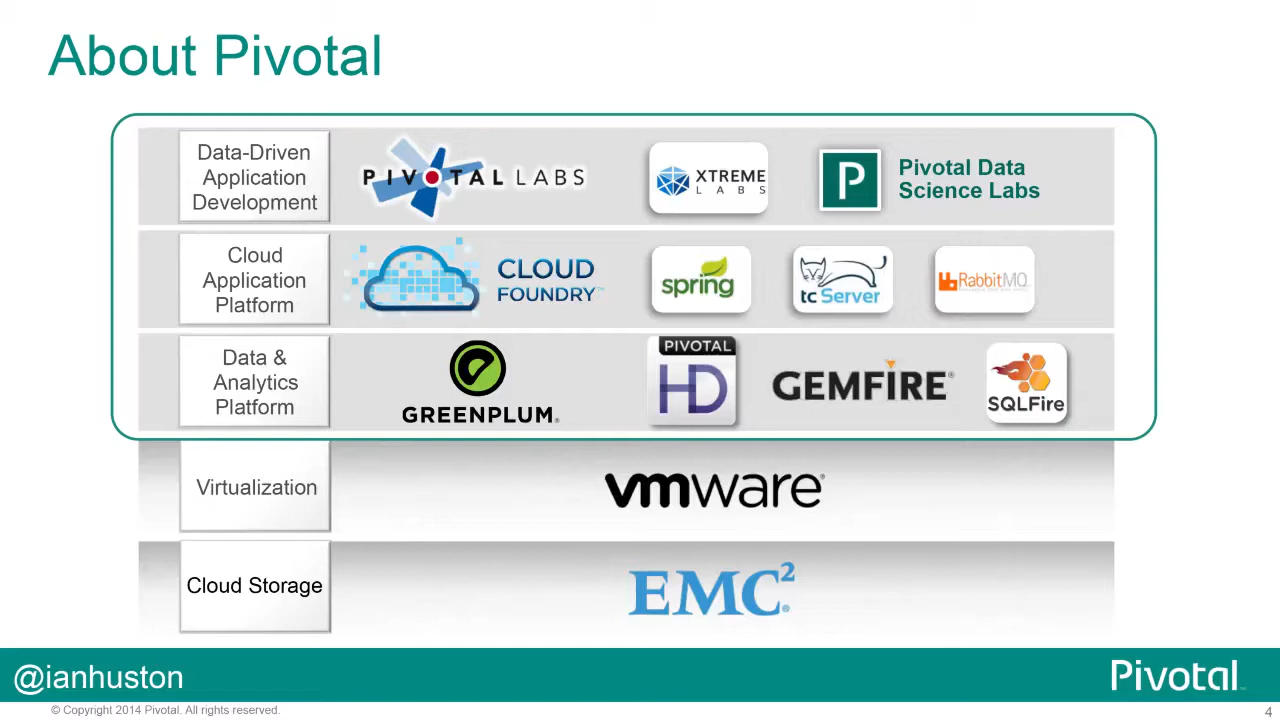 About Pivotal
Data-Driven
Application
Development
PIVOTAL LABS
XTREME
LABS
P
Pivotal Data
Science Labs
Cloud
Application
Platform
CLOUD
FOUNDRY™
spring
tc Server
RabbitMQ
Data &
Analytics
Platform
GREENPLUM®
PIVOTAL
HD
GEMFIRE®
SQLFire
Virtualization
vmware®
Cloud Storage
EMC²®
@ianhuston
Pivotal™
© Copyright 2014 Pivotal. All rights reserved.
4